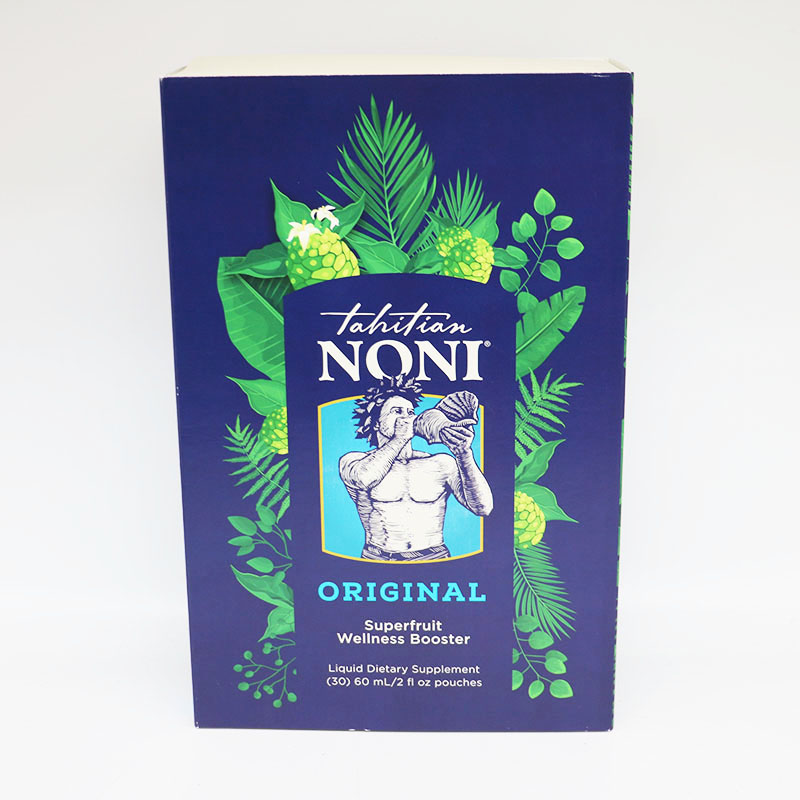 tahitian
NONI®
ORIGINAL
Superfruit
Wellness Booster
Liquid Dietary Supplement
(30) 60 mL/2 fl oz pouches